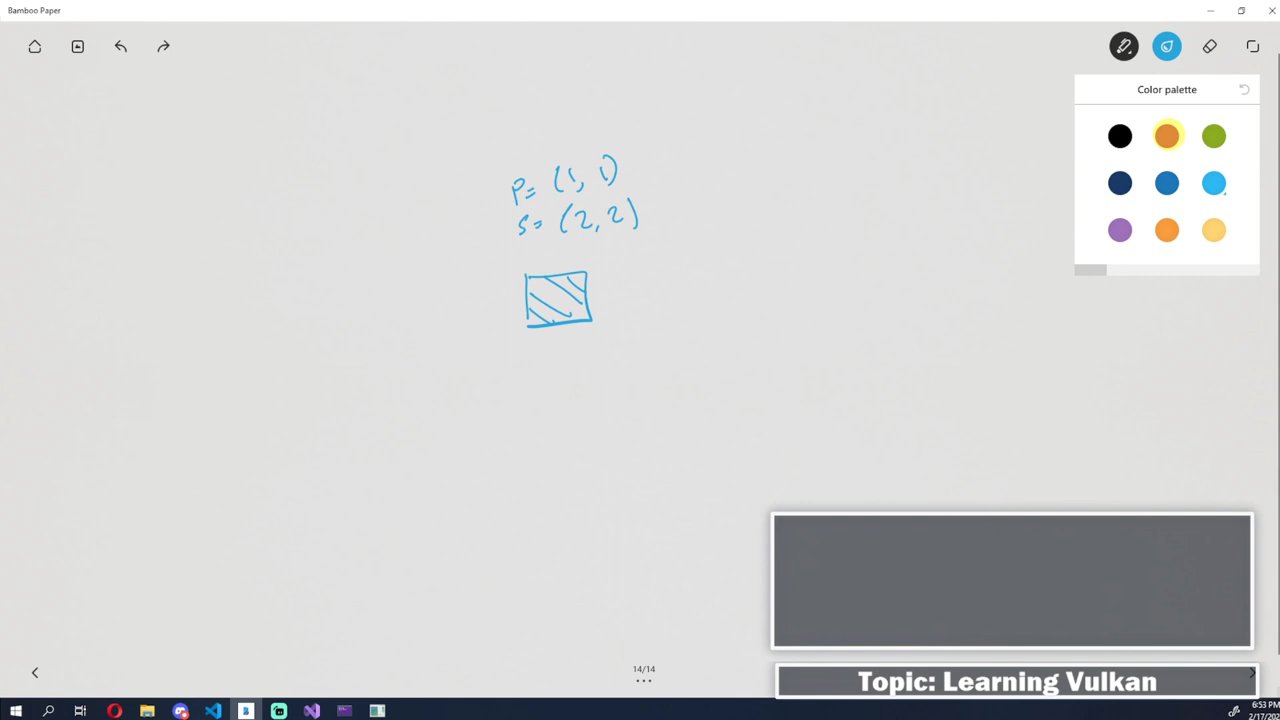 Bamboo Paper
Color palette
P= (1, 1)
S= (2, 2)
14/14
Topic: Learning Vulkan
6:53 PM